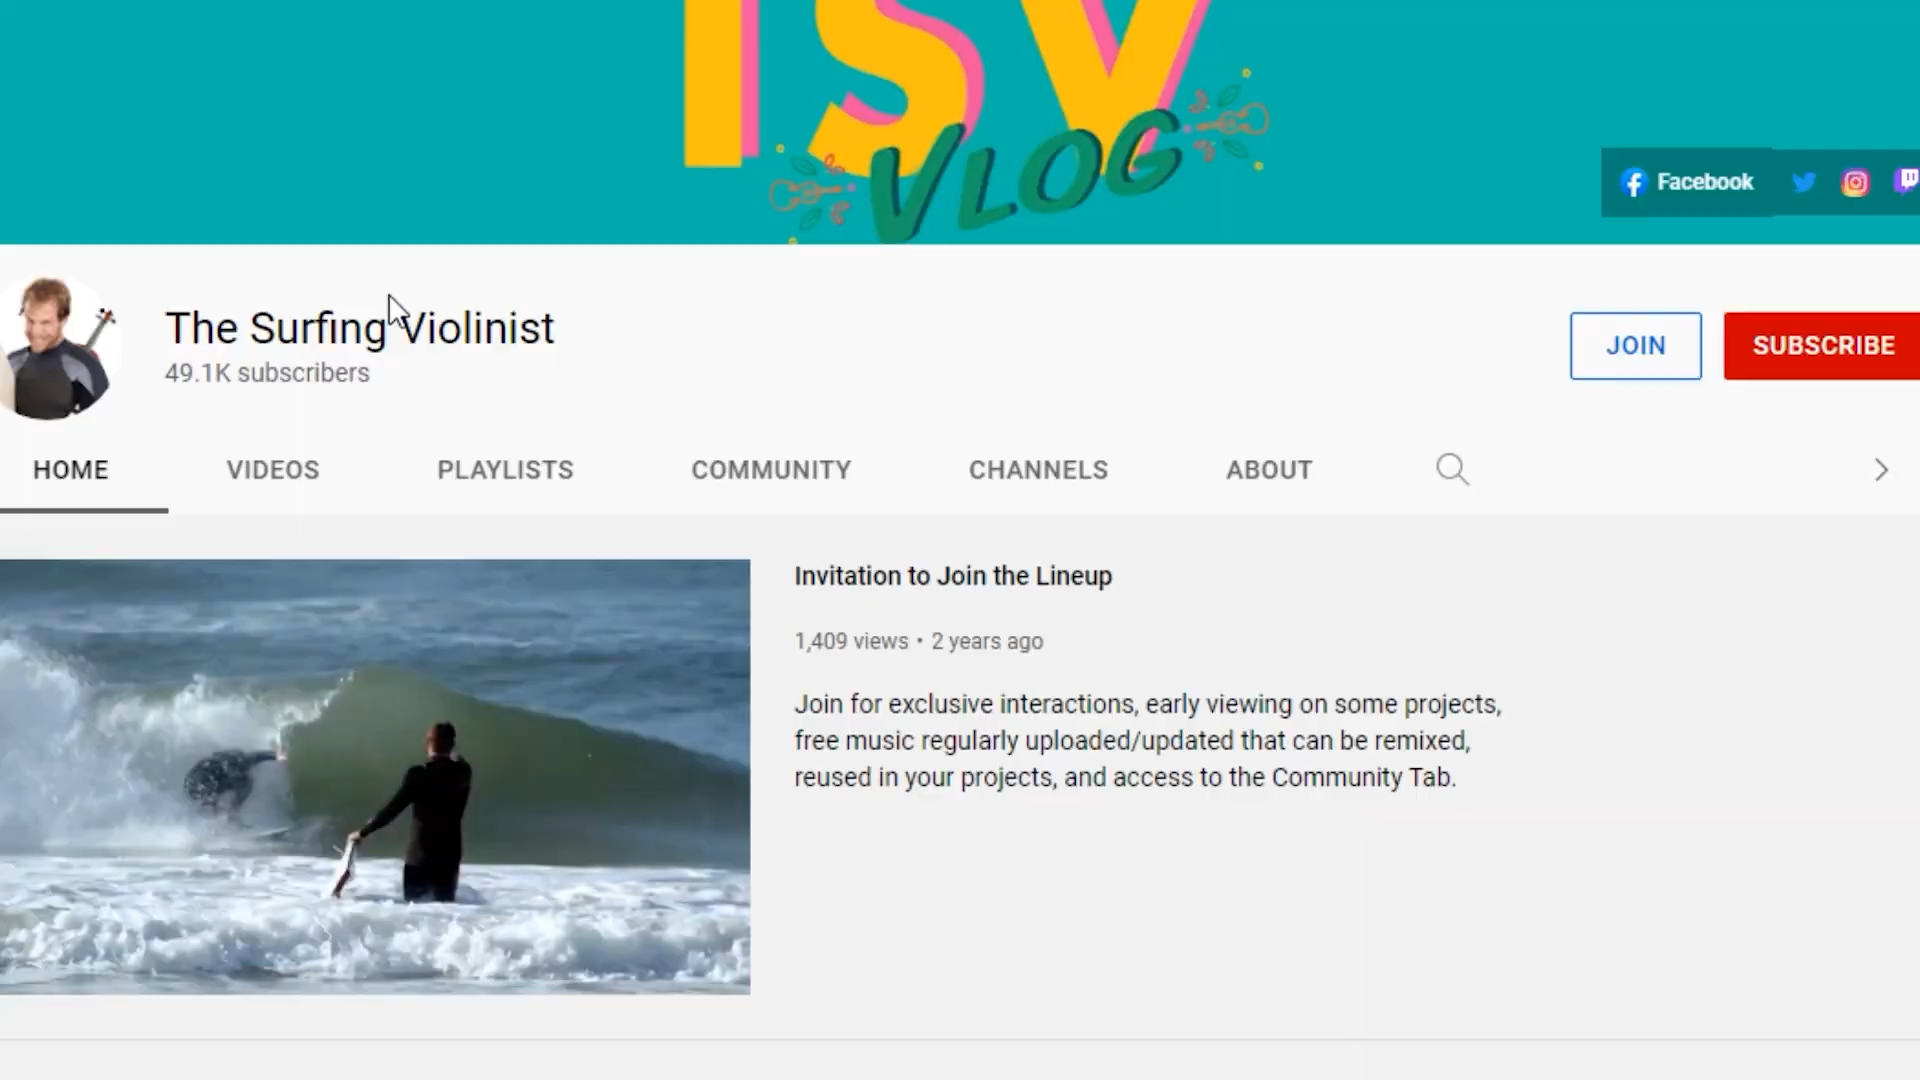 TSV
VLOG
Facebook
The Surfing Violinist
49.1K subscribers
JOIN
SUBSCRIBE
HOME
VIDEOS
PLAYLISTS
COMMUNITY
CHANNELS
ABOUT
Invitation to Join the Lineup
1,409 views • 2 years ago
Join for exclusive interactions, early viewing on some projects,
free music regularly uploaded/updated that can be remixed,
reused in your projects, and access to the Community Tab.